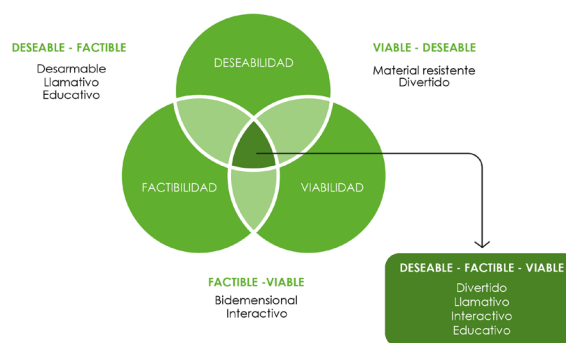 DESEABLE - FACTIBLE
Desarmable
Llamativo
Educativo
DESEABILIDAD
VIABLE - DESEABLE
Material resistente
Divertido
FACTIBILIDAD
VIABILIDAD
FACTIBLE -VIABLE
Bidemensional
Interactivo
DESEABLE - FACTIBLE - VIABLE
Divertido
Llamativo
Interactivo
Educativo